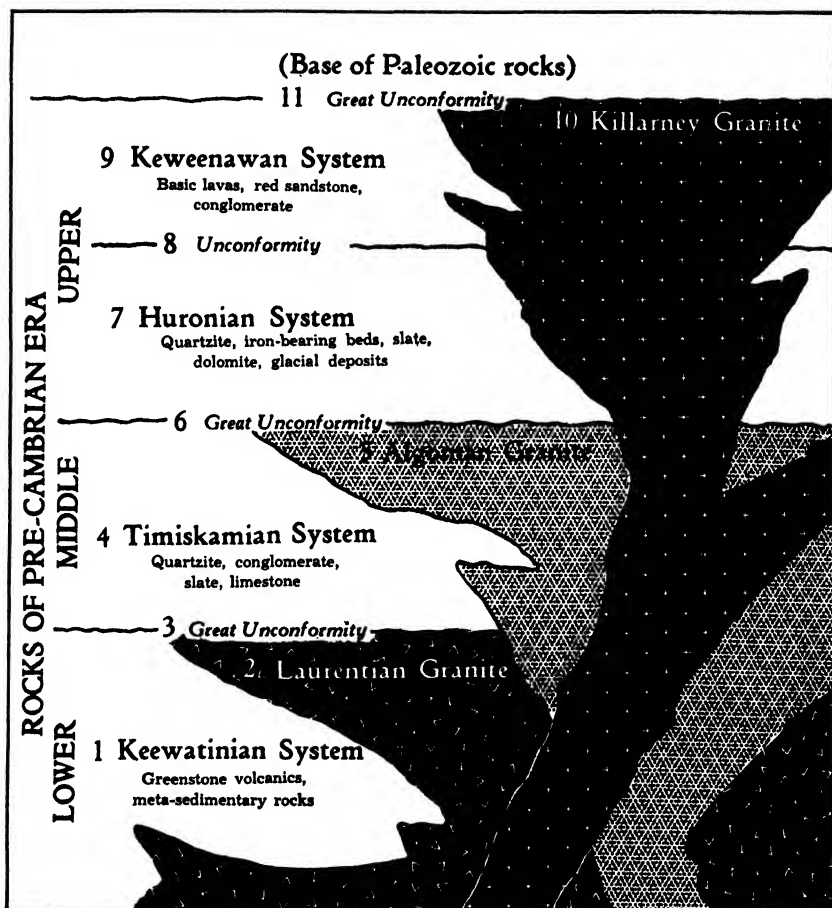 (Base of Paleozoic rocks)
11 Great Unconformity
10 Killarney Granite
9 Keweenawan System
Basic lavas, red sandstone,
conglomerate
8 Unconformity
7 Huronian System
Quartzite, iron-bearing beds, slate,
dolomite, glacial deposits
6 Great Unconformity
5 Algoman Granite
4 Timiskamian System
Quartzite, conglomerate,
slate, limestone
3 Great Unconformity
2 Laurentian Granite
1 Keewatinian System
Greenstone volcanics,
meta-sedimentary rocks
ROCKS OF PRE-CAMBRIAN ERA
UPPER
MIDDLE
LOWER